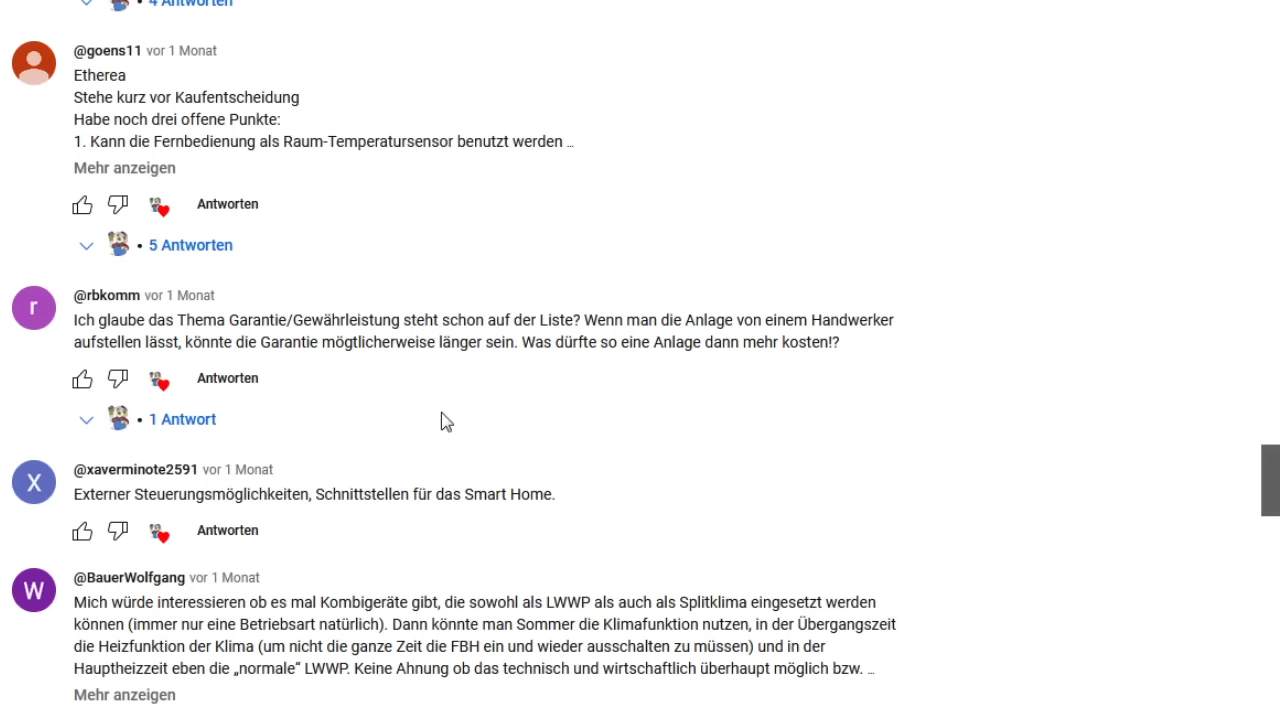 4 Antworten
@goens11 vor 1 Monat
Etherea
Stehe kurz vor Kaufentscheidung
Habe noch drei offene Punkte:
1. Kann die Fernbedienung als Raum-Temperatursensor benutzt werden ...
Mehr anzeigen
Antworten
• 5 Antworten
r
@rbkomm vor 1 Monat
Ich glaube das Thema Garantie/Gewährleistung steht schon auf der Liste? Wenn man die Anlage von einem Handwerker
aufstellen lässt, könnte die Garantie mögtlicherweise länger sein. Was dürfte so eine Anlage dann mehr kosten!?
Antworten
• 1 Antwort
X
@xaverminote2591 vor 1 Monat
Externer Steuerungsmöglichkeiten, Schnittstellen für das Smart Home.
Antworten
W
@BauerWolfgang vor 1 Monat
Mich würde interessieren ob es mal Kombigeräte gibt, die sowohl als LWWP als auch als Splitklima eingesetzt werden
können (immer nur eine Betriebsart natürlich). Dann könnte man Sommer die Klimafunktion nutzen, in der Übergangszeit
die Heizfunktion der Klima (um nicht die ganze Zeit die FBH ein und wieder ausschalten zu müssen) und in der
Hauptheizzeit eben die „normale“ LWWP. Keine Ahnung ob das technisch und wirtschaftlich überhaupt möglich bzw. ...
Mehr anzeigen